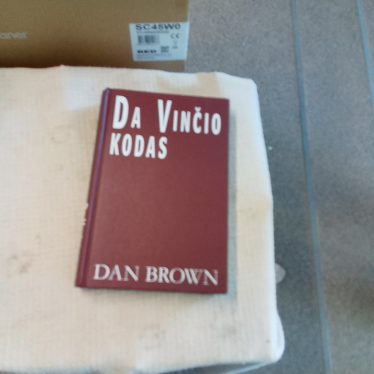 SC45W0
DA VINČIO
KODAS
DAN BROWN